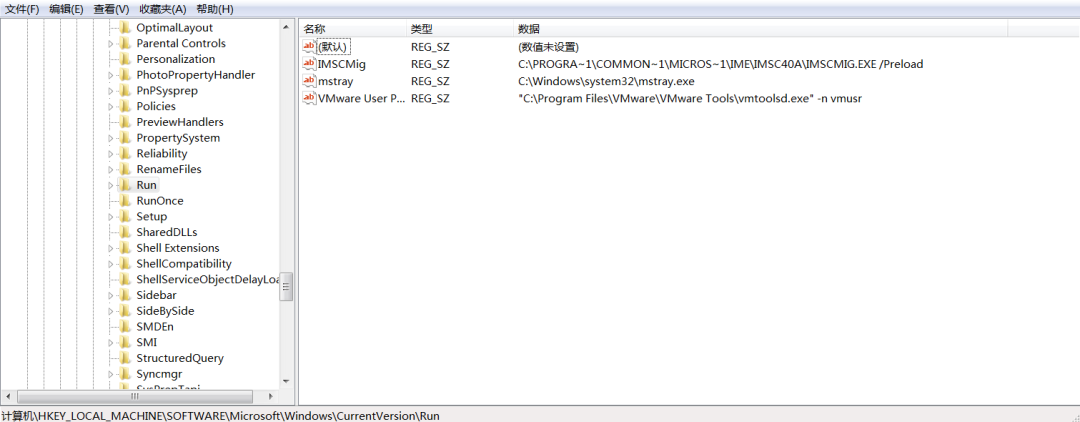 文件(F) 编辑(E) 查看(V) 收藏夹(A) 帮助(H)
OptimalLayout
Parental Controls
Personalization
PhotoPropertyHandler
PnPSysprep
Policies
PreviewHandlers
PropertySystem
Reliability
RenameFiles
Run
RunOnce
Setup
SharedDLLs
Shell Extensions
ShellCompatibility
ShellServiceObjectDelayLoa
Sidebar
SideBySide
SMDEn
SMI
StructuredQuery
Syncmgr
SysPrepTapi
名称 类型 数据
(默认) REG_SZ (数值未设置)
IMSCMig REG_SZ C:\PROGRA~1\COMMON~1\MICROS~1\IME\IMSC40A\IMSCMIG.EXE /Preload
mstray REG_SZ C:\Windows\system32\mstray.exe
VMware User P... REG_SZ "C:\Program Files\VMware\VMware Tools\vmtoolsd.exe" -n vmusr
计算机\HKEY_LOCAL_MACHINE\SOFTWARE\Microsoft\Windows\CurrentVersion\Run